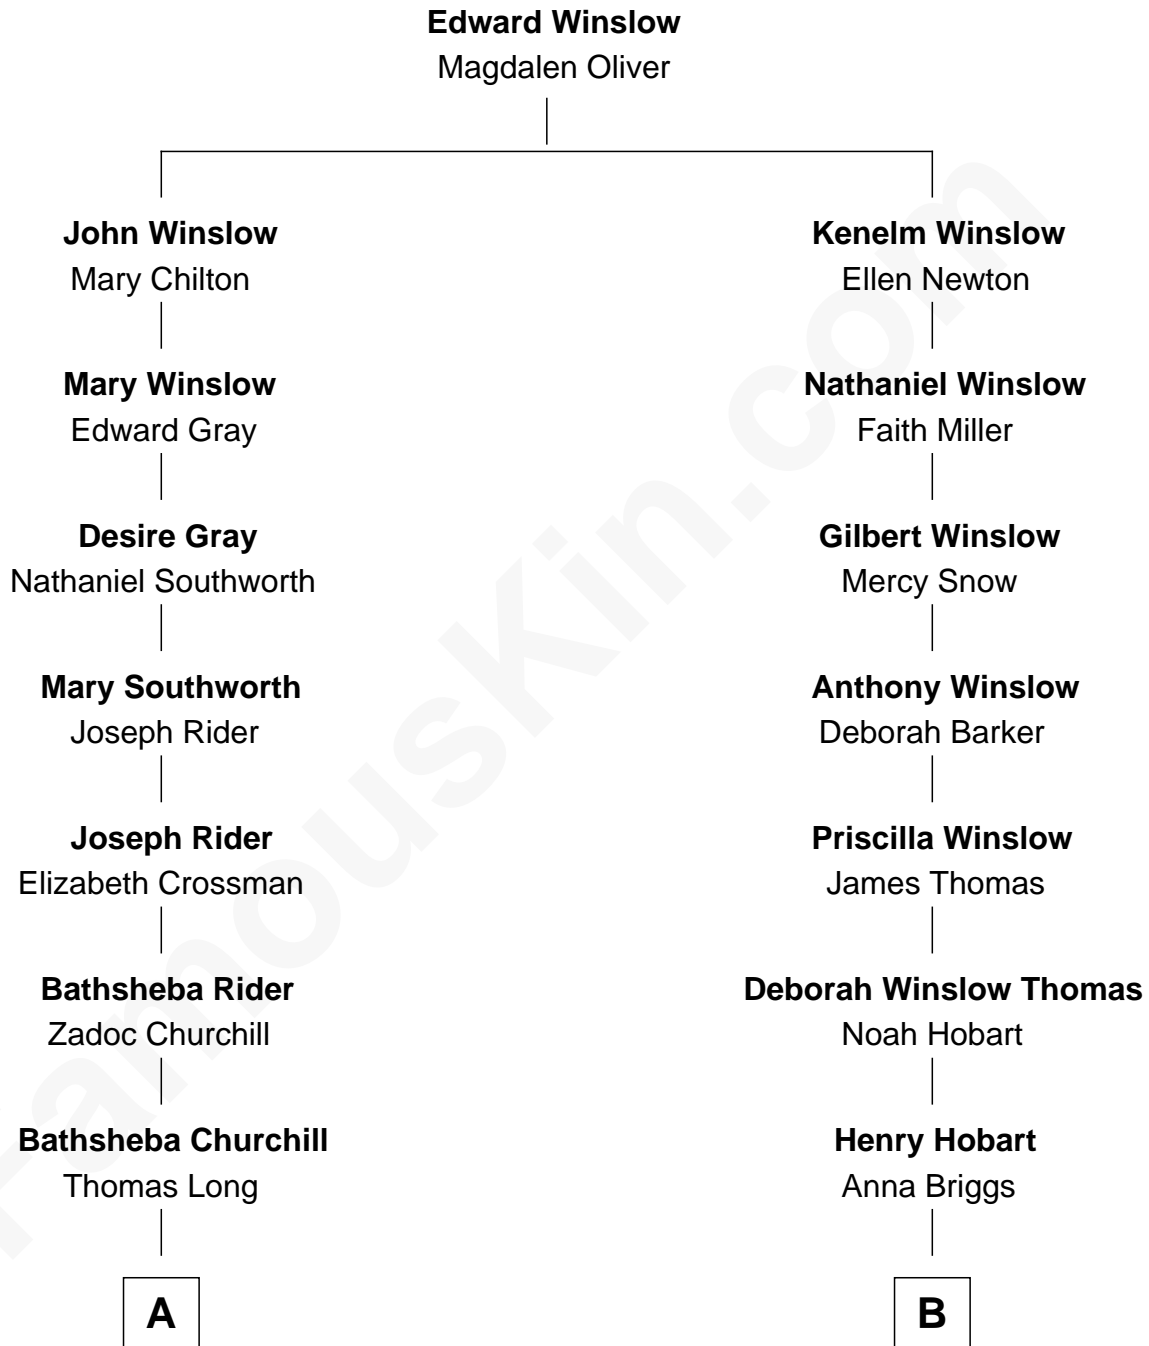 Edward Winslow
Magdalen Oliver
John Winslow
Mary Chilton
Mary Winslow
Edward Gray
Desire Gray
Nathaniel Southworth
Mary Southworth
Joseph Rider
Joseph Rider
Elizabeth Crossman
Bathsheba Rider
Zadoc Churchill
Bathsheba Churchill
Thomas Long
A
Kenelm Winslow
Ellen Newton
Nathaniel Winslow
Faith Miller
Gilbert Winslow
Mercy Snow
Anthony Winslow
Deborah Barker
Priscilla Winslow
James Thomas
Deborah Winslow Thomas
Noah Hobart
Henry Hobart
Anna Briggs
B
FamousKin.com